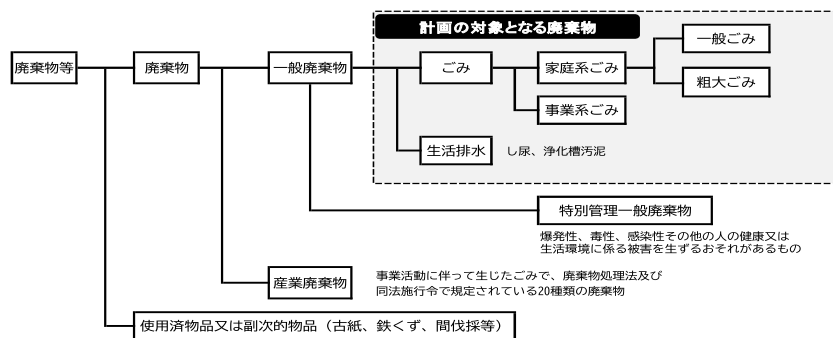 計画の対象となる廃棄物
廃棄物等
廃棄物
一般廃棄物
ごみ
家庭系ごみ
一般ごみ
粗大ごみ
事業系ごみ
生活排水
し尿、浄化槽汚泥
特別管理一般廃棄物
爆発性、毒性、感染性その他の人の健康又は
生活環境に係る被害を生ずるおそれがあるもの
産業廃棄物
事業活動に伴って生じたごみで、廃棄物処理法及び
同法施行令で規定されている20種類の廃棄物
使用済物品又は副次的物品（古紙、鉄くず、間伐採等）